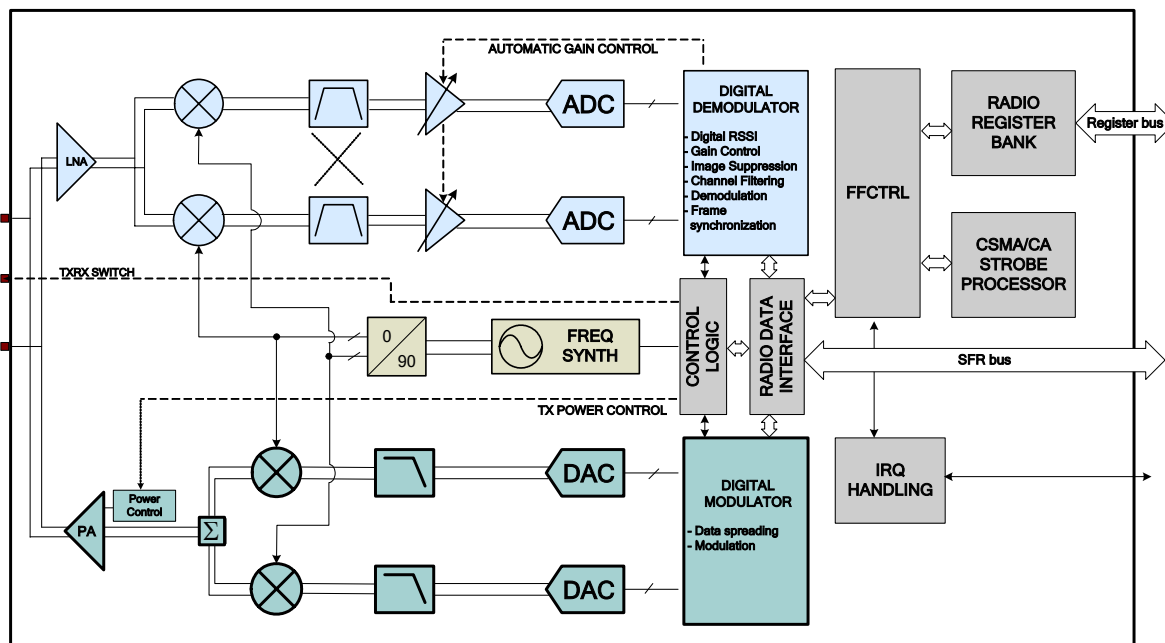 AUTOMATIC GAIN CONTROL
LNA
ADC
ADC
DIGITAL
DEMODULATOR
- Digital RSSI
- Gain Control
- Image Suppression
- Channel Filtering
- Demodulation
- Frame
synchronization
FFCTRL
RADIO
REGISTER
BANK
Register bus
CSMA/CA
STROBE
PROCESSOR
TXRX SWITCH
0
90
FREQ
SYNTH
CONTROL
LOGIC
RADIO DATA
INTERFACE
SFR bus
TX POWER CONTROL
Power
Control
PA
Σ
DAC
DAC
DIGITAL
MODULATOR
- Data spreading
- Modulation
IRQ
HANDLING